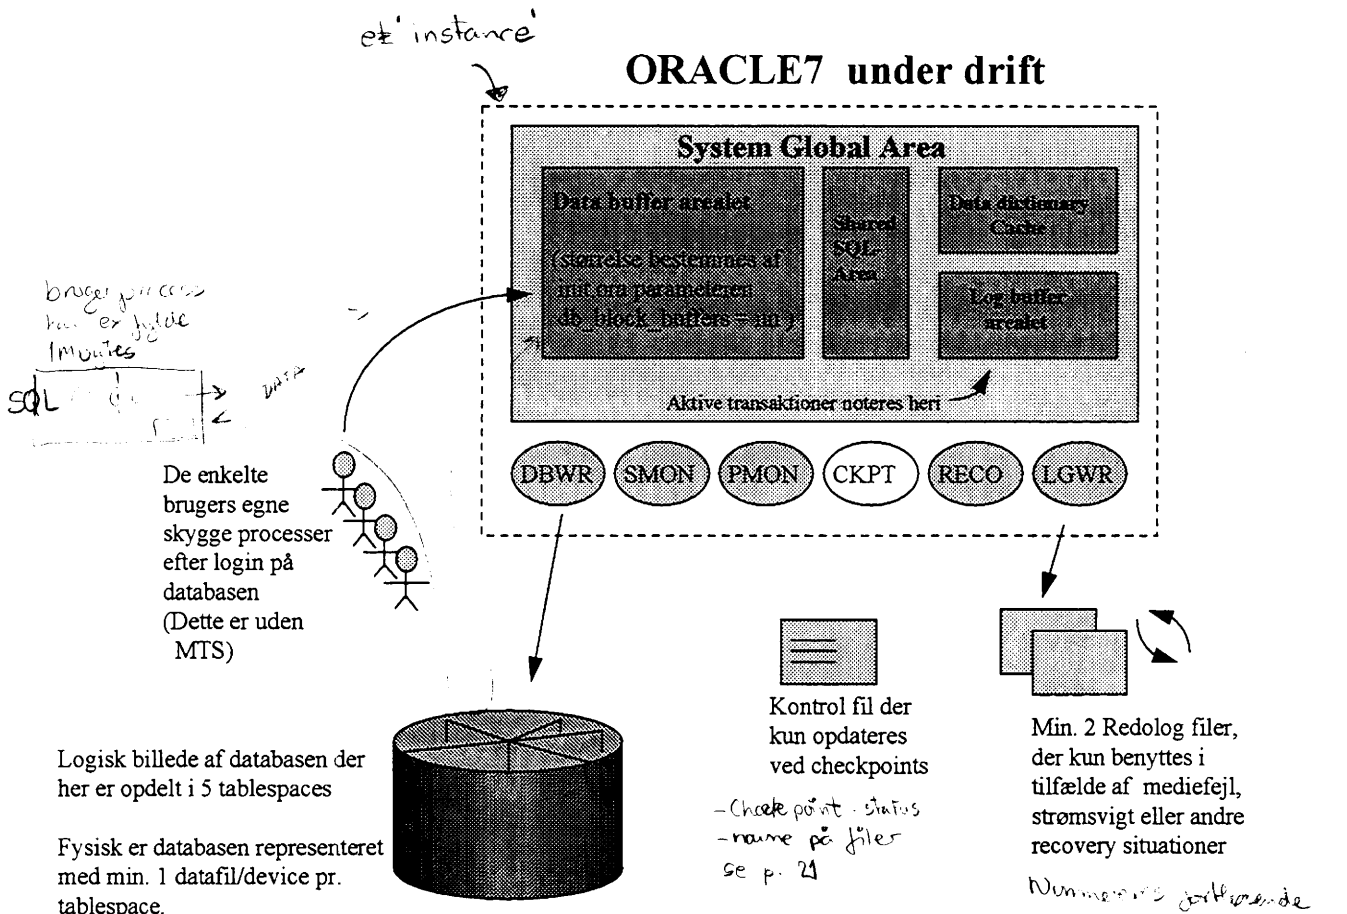 et 'instance'
ORACLE7 under drift
System Global Area
Data buffer arealet
(størrelse bestemmes af
init.ora parameteren
db_block_buffers = nn )
Shared
SQL-
Area
Data dictionary
Cache
Log buffer
arealet
Aktive transaktioner noteres heri
DBWR
SMON
PMON
CKPT
RECO
LGWR
SQL
DATA
De enkelte
brugers egne
skygge processer
efter login på
databasen
(Dette er uden
MTS)
Logisk billede af databasen der
her er opdelt i 5 tablespaces
Fysisk er databasen representeret
med min. 1 datafil/device pr.
tablespace.
Kontrol fil der
kun opdateres
ved checkpoints
- Checkpoint - status
- navne på filer
se p. 21
Min. 2 Redolog filer,
der kun benyttes i
tilfælde af mediefejl,
strømsvigt eller andre
recovery situationer